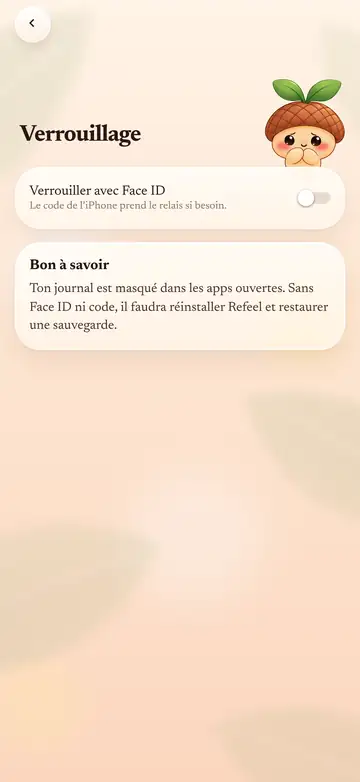 Verrouillage
Verrouiller avec Face ID
Le code de l'iPhone prend le relais si besoin.
Bon à savoir
Ton journal est masqué dans les apps ouvertes. Sans
Face ID ni code, il faudra réinstaller Refeel et restaurer
une sauvegarde.